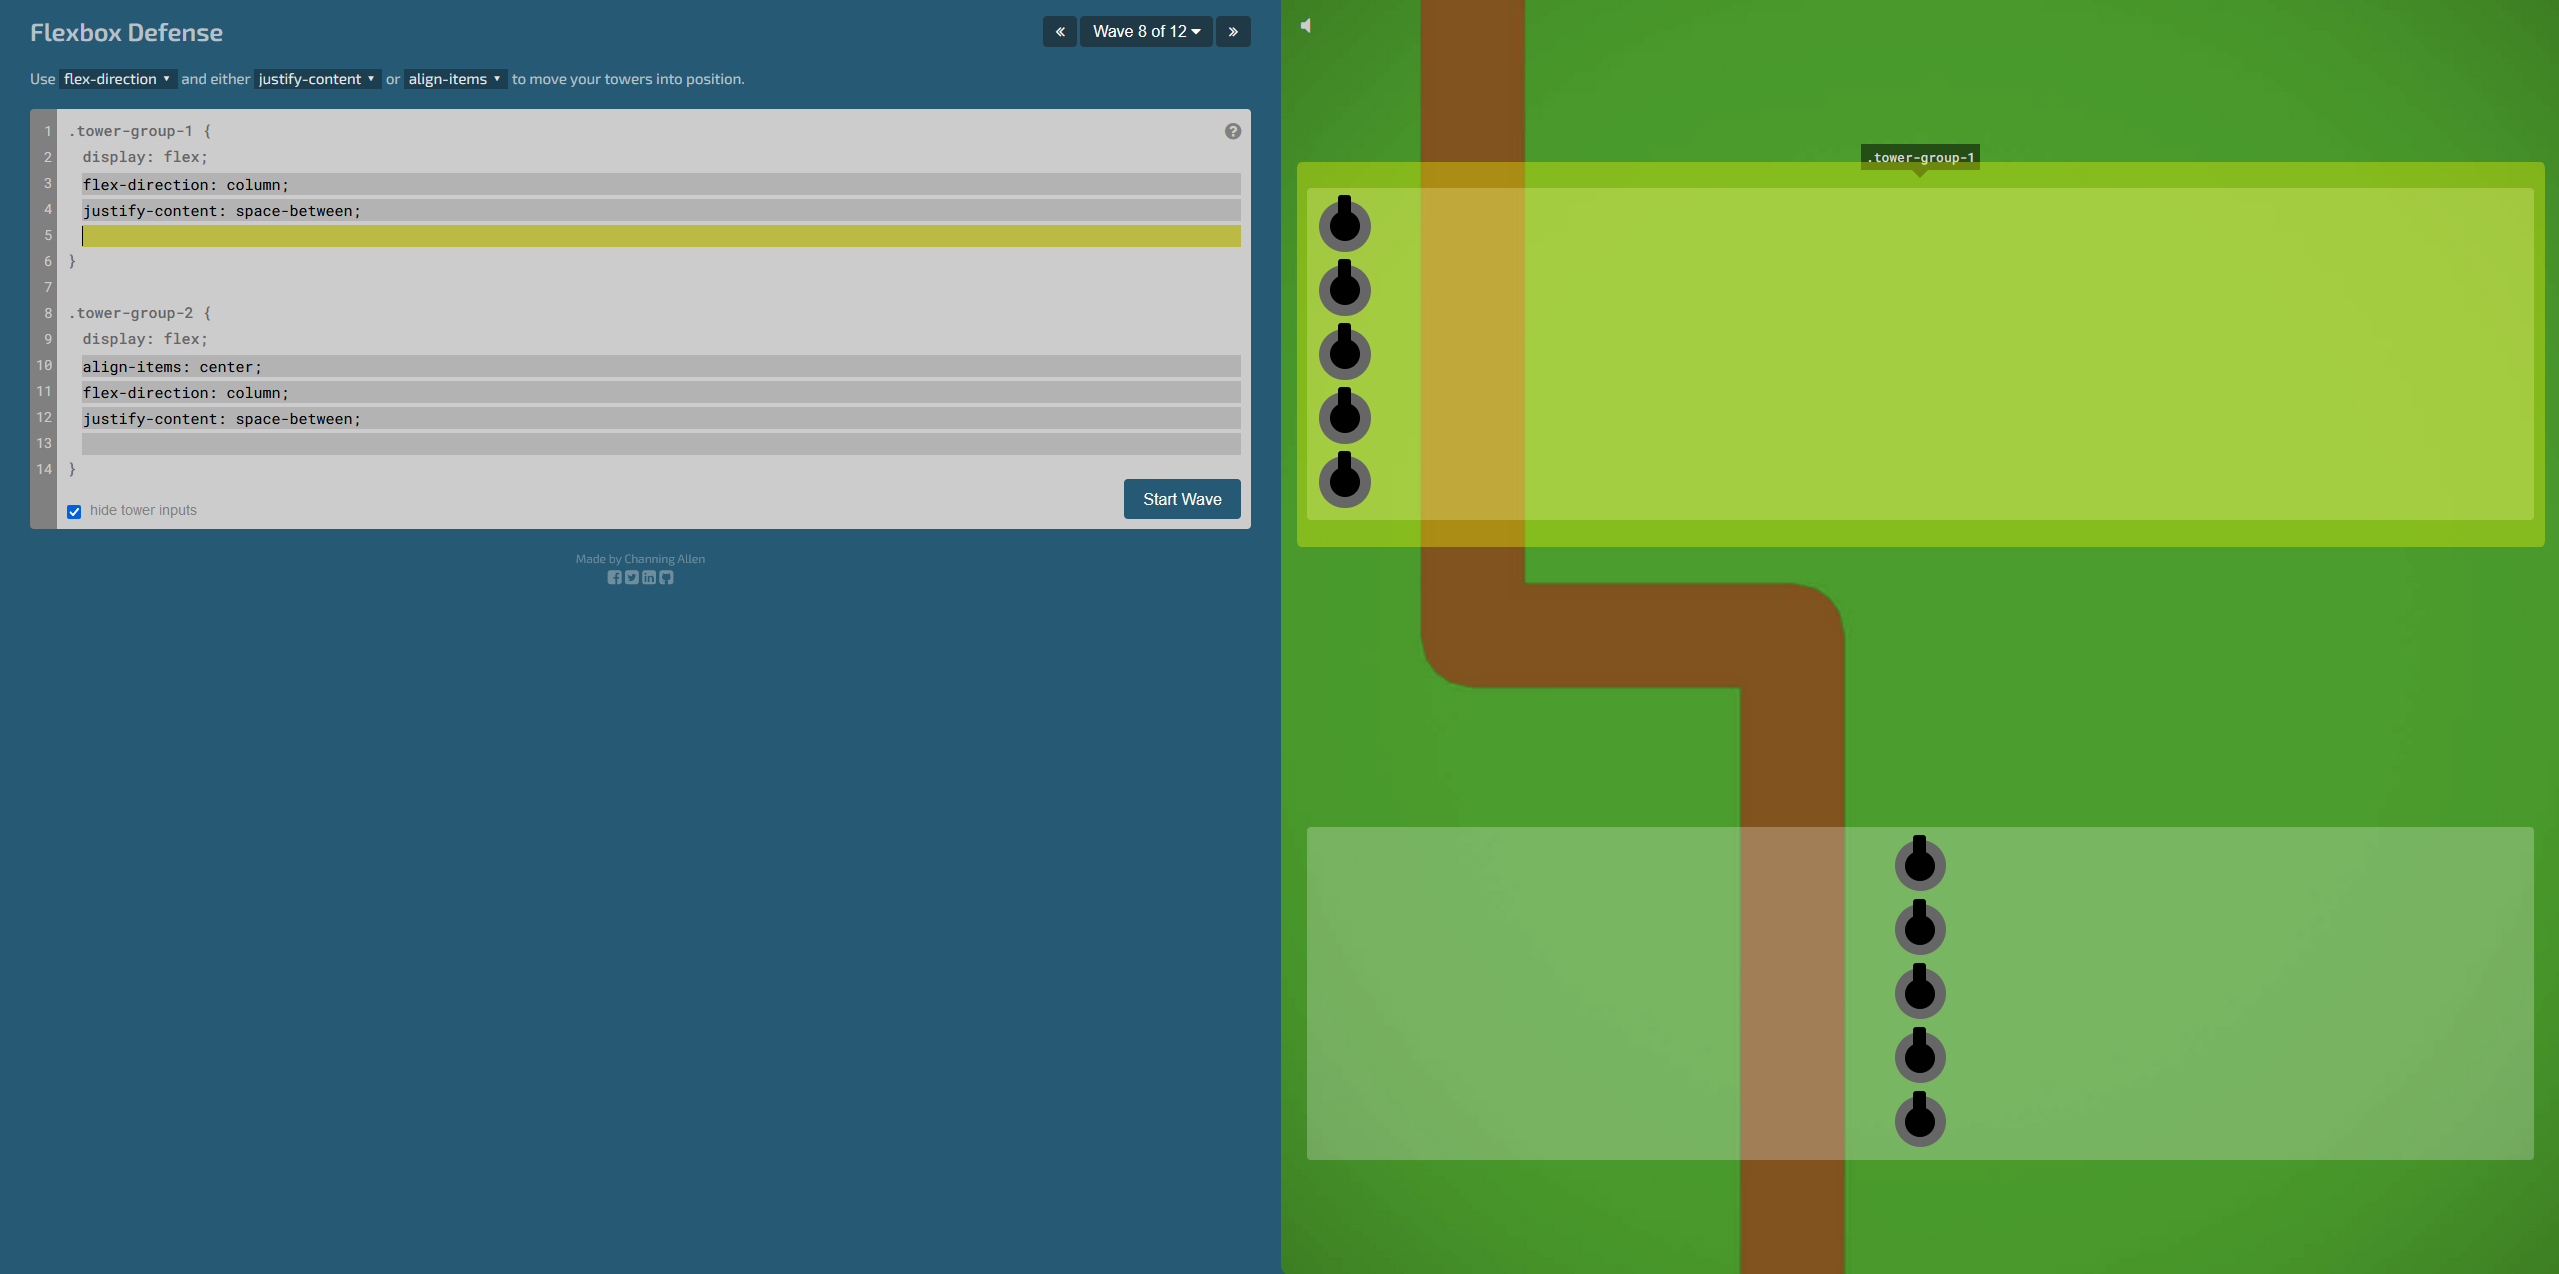 Flexbox Defense
« Wave 8 of 12 »
Use flex-direction and either justify-content or align-items to move your towers into position.
1 .tower-group-1 {
2 display: flex;
3 flex-direction: column;
4 justify-content: space-between;
5
6 }
7
8 .tower-group-2 {
9 display: flex;
10 align-items: center;
11 flex-direction: column;
12 justify-content: space-between;
13
14 }
hide tower inputs
Start Wave
Made by Channing Allen
.tower-group-1